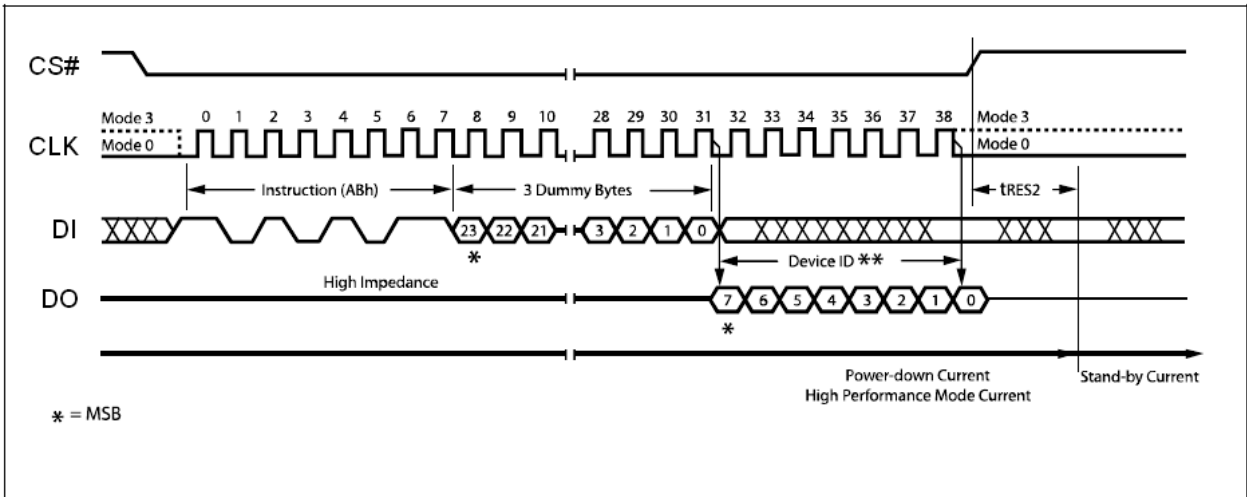 CS#
Mode 3 0 1 2 3 4 5 6 7 8 9 10 28 29 30 31 32 33 34 35 36 37 38 Mode 3
CLK Mode 0 Mode 0
Instruction (ABh) 3 Dummy Bytes tRES2
DI 23 22 21 3 2 1 0
* Device ID **
High Impedance
DO 7 6 5 4 3 2 1 0
*
Power-down Current Stand-by Current
High Performance Mode Current
* = MSB